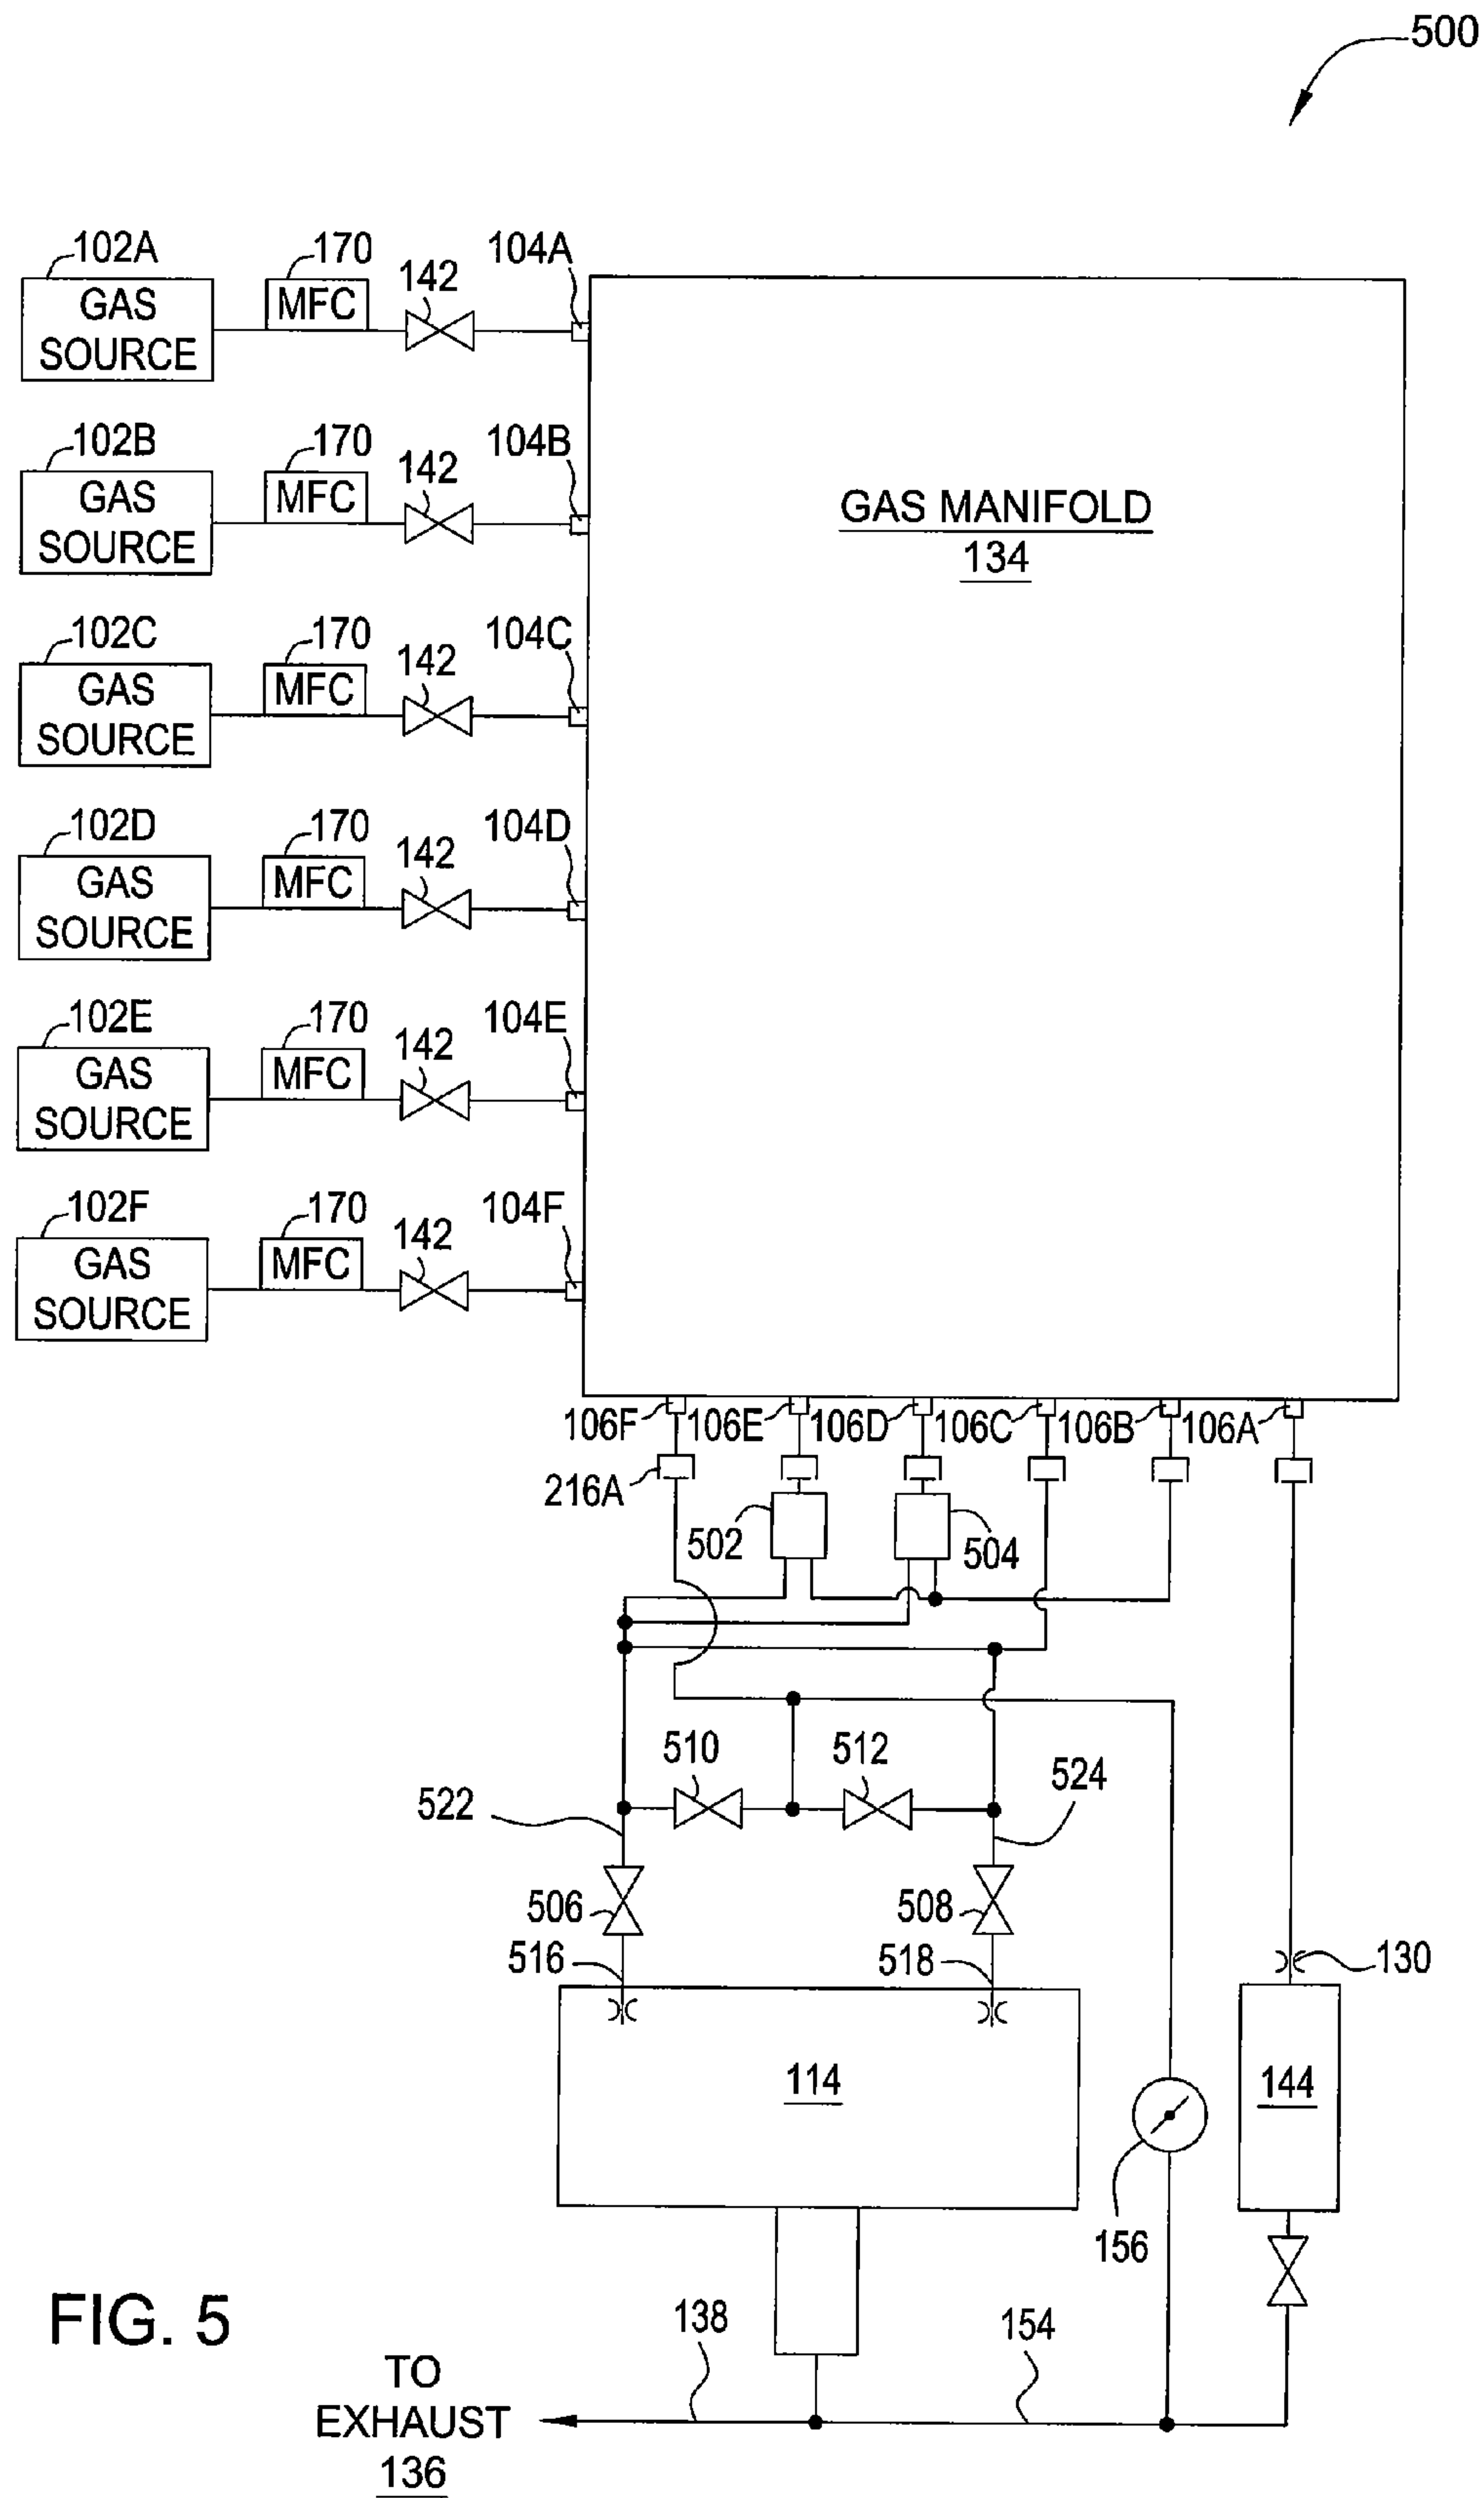 500
102A 170 142 104A
GAS SOURCE
MFC
102B 170 142 104B
GAS SOURCE
MFC
GAS MANIFOLD
134
102C 170 142 104C
GAS SOURCE
MFC
102D 170 142 104D
GAS SOURCE
MFC
102E 170 142 104E
GAS SOURCE
MFC
102F 170 142 104F
GAS SOURCE
MFC
106F 106E 106D 106C 106B 106A
216A
502 504
510 512
522 524
506 508
516 518 130
114 144
156
FIG. 5
138 154
TO
EXHAUST
136